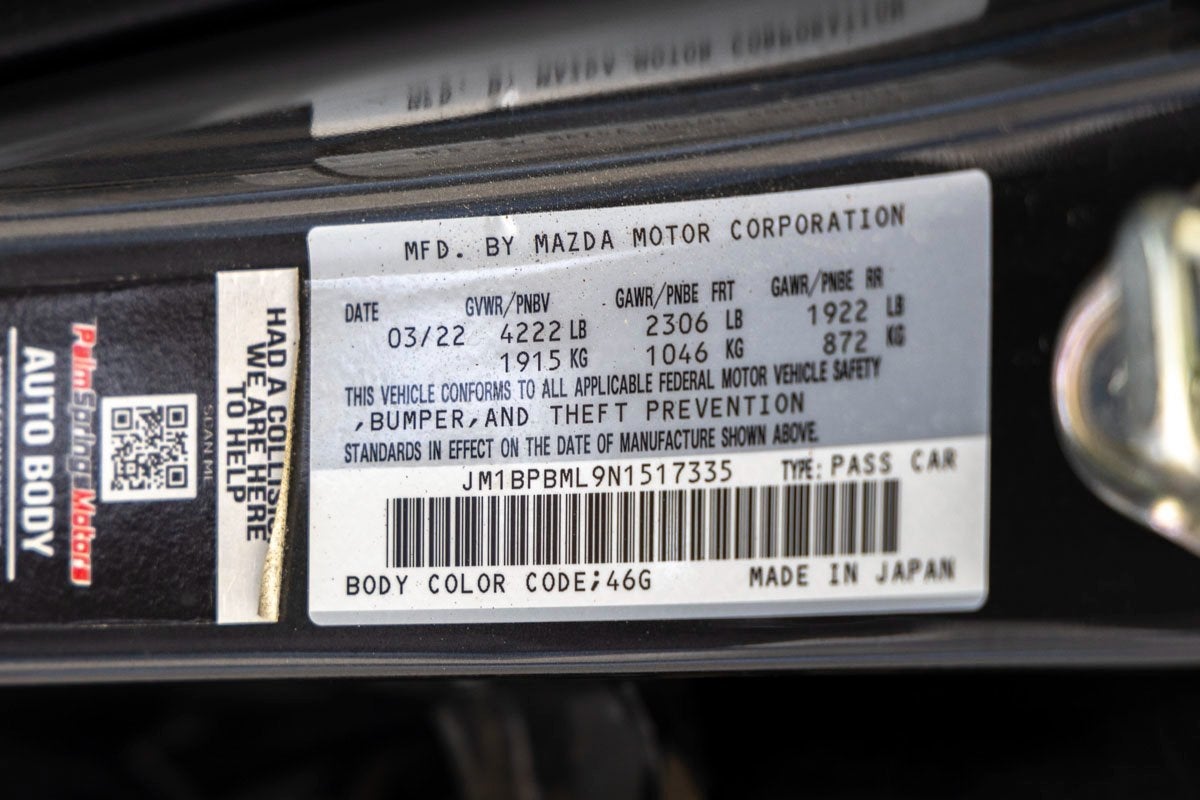 MFD. BY MAZDA MOTOR CORPORATION
DATE GVWR/PNBV GAWR/PNBE FRT GAWR/PNBE RR
03/22 4222 LB 2306 LB 1922 LB
1915 KG 1046 KG 872 KG
THIS VEHICLE CONFORMS TO ALL APPLICABLE FEDERAL MOTOR VEHICLE SAFETY
,BUMPER,AND THEFT PREVENTION
STANDARDS IN EFFECT ON THE DATE OF MANUFACTURE SHOWN ABOVE.
JM1BPBML9N1517335 TYPE: PASS CAR
BODY COLOR CODE;46G MADE IN JAPAN
HAD A
WE ARE HERE
TO HELP
SCAN ME
PalmSprings Motors
AUTO BODY